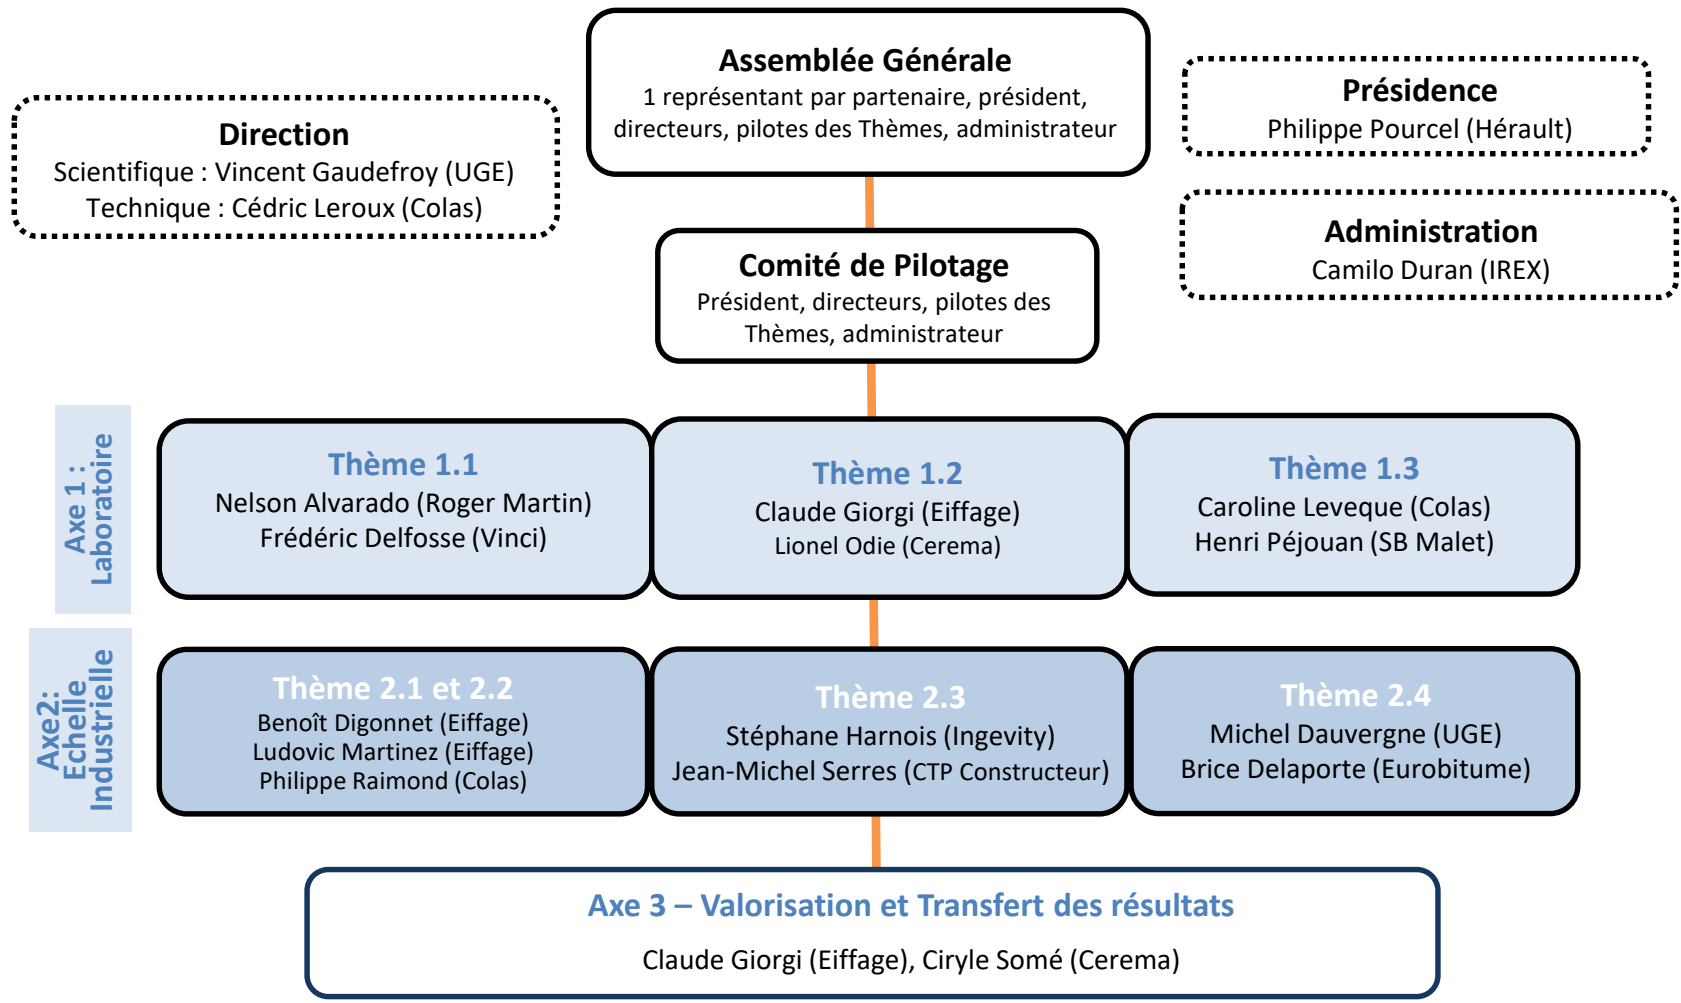 Assemblée Générale
1 représentant par partenaire, président,
directeurs, pilotes des Thèmes, administrateur
Direction
Scientifique : Vincent Gaudefroy (UGE)
Technique : Cédric Leroux (Colas)
Présidence
Philippe Pourcel (Hérault)
Administration
Camilo Duran (IREX)
Comité de Pilotage
Président, directeurs, pilotes des
Thèmes, administrateur
Axe 1 :
Laboratoire
Thème 1.1
Nelson Alvarado (Roger Martin)
Frédéric Delfosse (Vinci)
Thème 1.2
Claude Giorgi (Eiffage)
Lionel Odie (Cerema)
Thème 1.3
Caroline Leveque (Colas)
Henri Péjouan (SB Malet)
Axe2:
Echelle
Industrielle
Thème 2.1 et 2.2
Benoît Digonnet (Eiffage)
Ludovic Martinez (Eiffage)
Philippe Raimond (Colas)
Thème 2.3
Stéphane Harnois (Ingevity)
Jean-Michel Serres (CTP Constructeur)
Thème 2.4
Michel Dauvergne (UGE)
Brice Delaporte (Eurobitume)
Axe 3 – Valorisation et Transfert des résultats
Claude Giorgi (Eiffage), Ciryle Somé (Cerema)